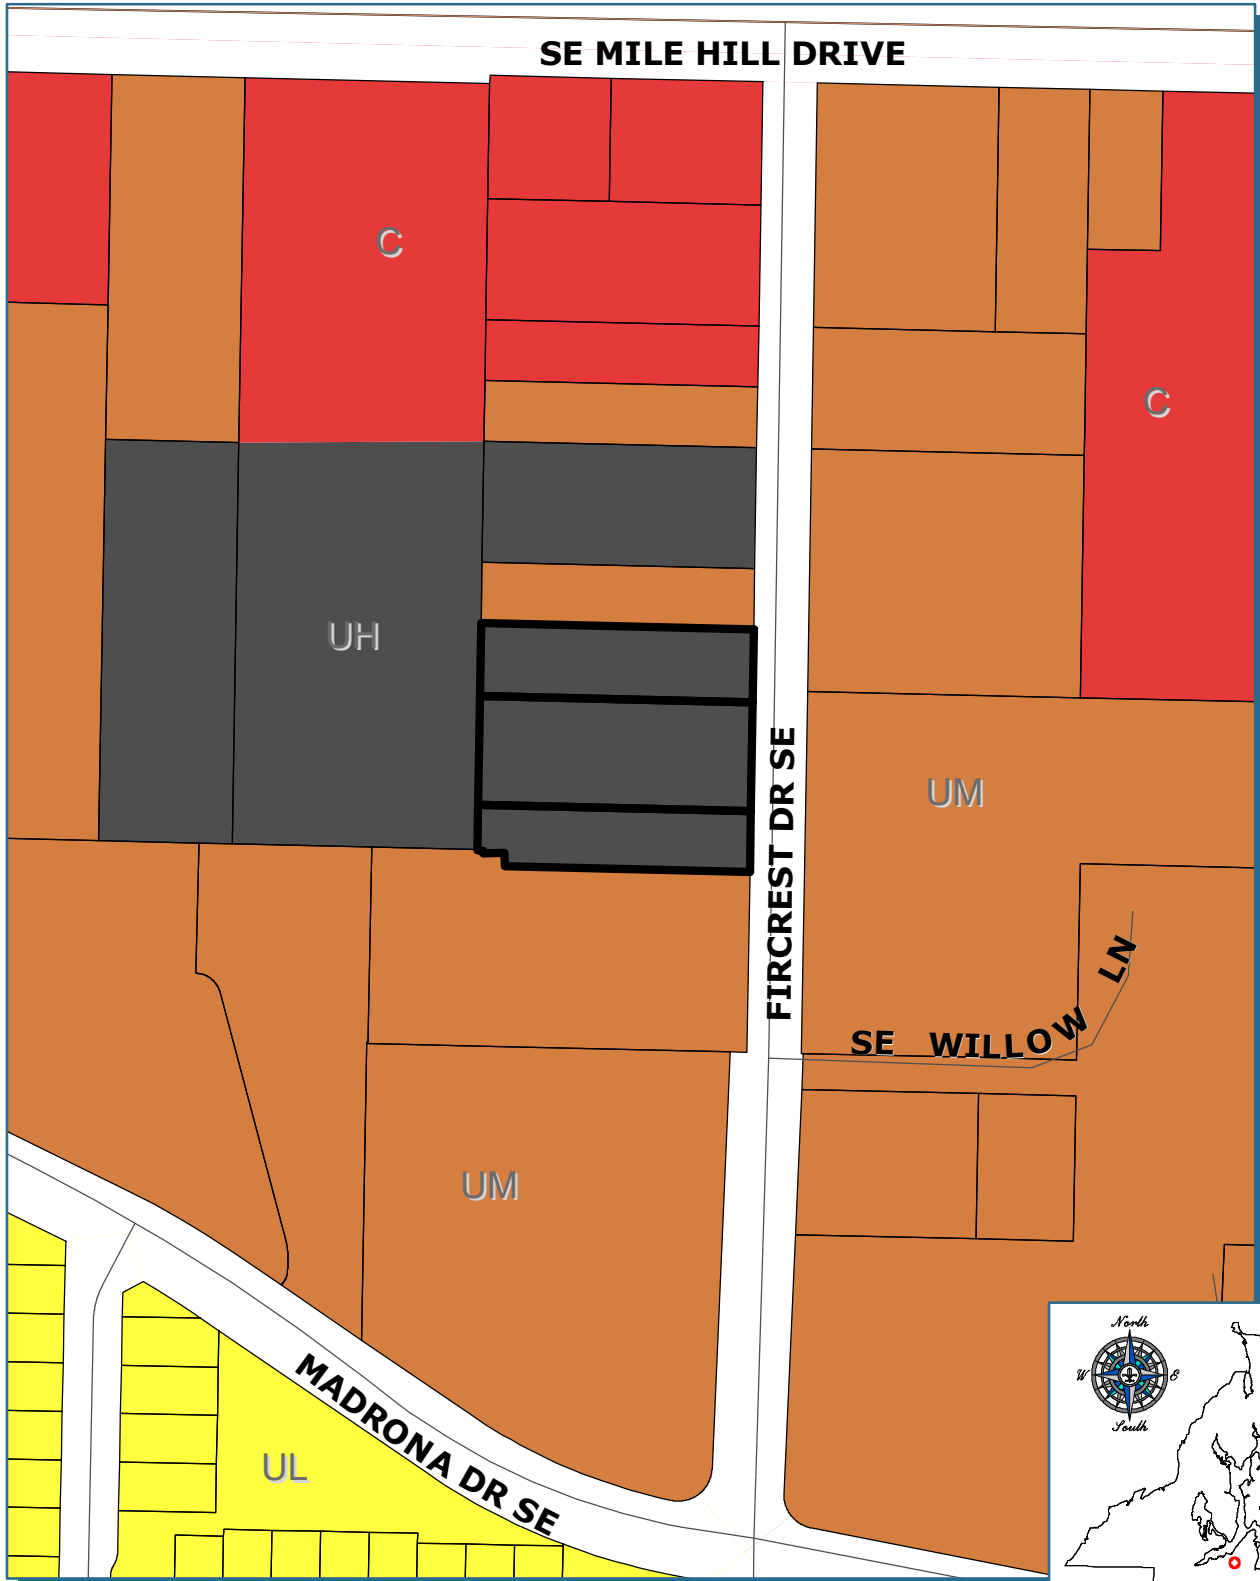 SE MILE HILL DRIVE
C
C
UH
FIRCREST DR SE
UM
LN
SE WILLOW
UM
North
W
E
South
MADRONA DR SE
UL